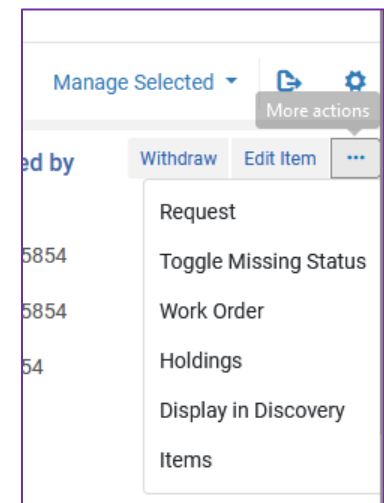 Manage Selected
More actions
ed by
Withdraw Edit Item ...
Request
5854
Toggle Missing Status
5854
Work Order
54
Holdings
Display in Discovery
Items